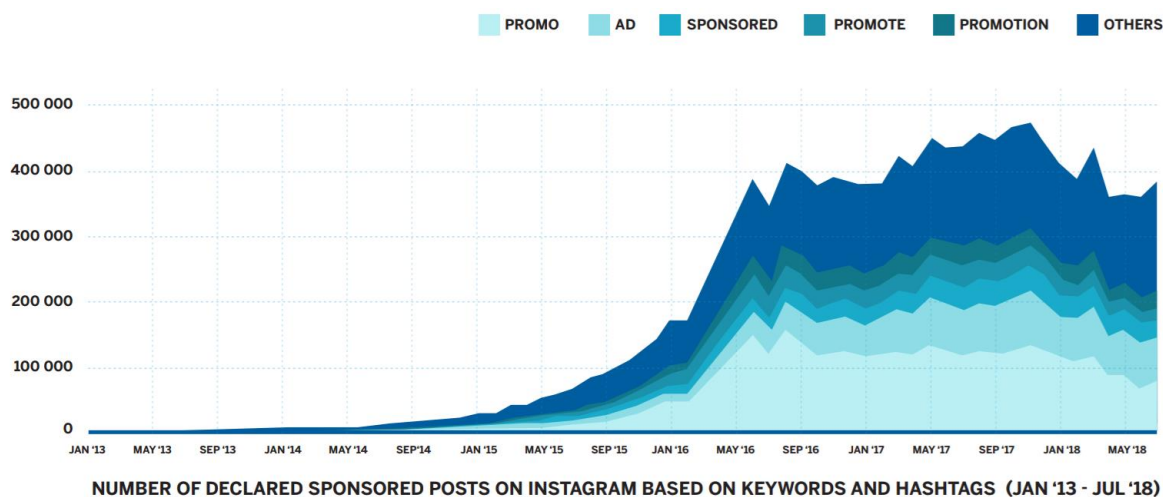 PROMO AD SPONSORED PROMOTE PROMOTION OTHERS
500 000
400 000
300 000
200 000
100 000
0
JAN ‘13 MAY ‘13 SEP ‘13 JAN ‘14 MAY ‘14 SEP‘14 JAN ‘15 MAY ‘15 SEP ‘15 JAN ‘16 MAY ‘16 SEP ‘16 JAN ‘17 MAY ‘17 SEP ‘17 JAN ‘18 MAY ‘18
NUMBER OF DECLARED SPONSORED POSTS ON INSTAGRAM BASED ON KEYWORDS AND HASHTAGS (JAN ‘13 - JUL ‘18)